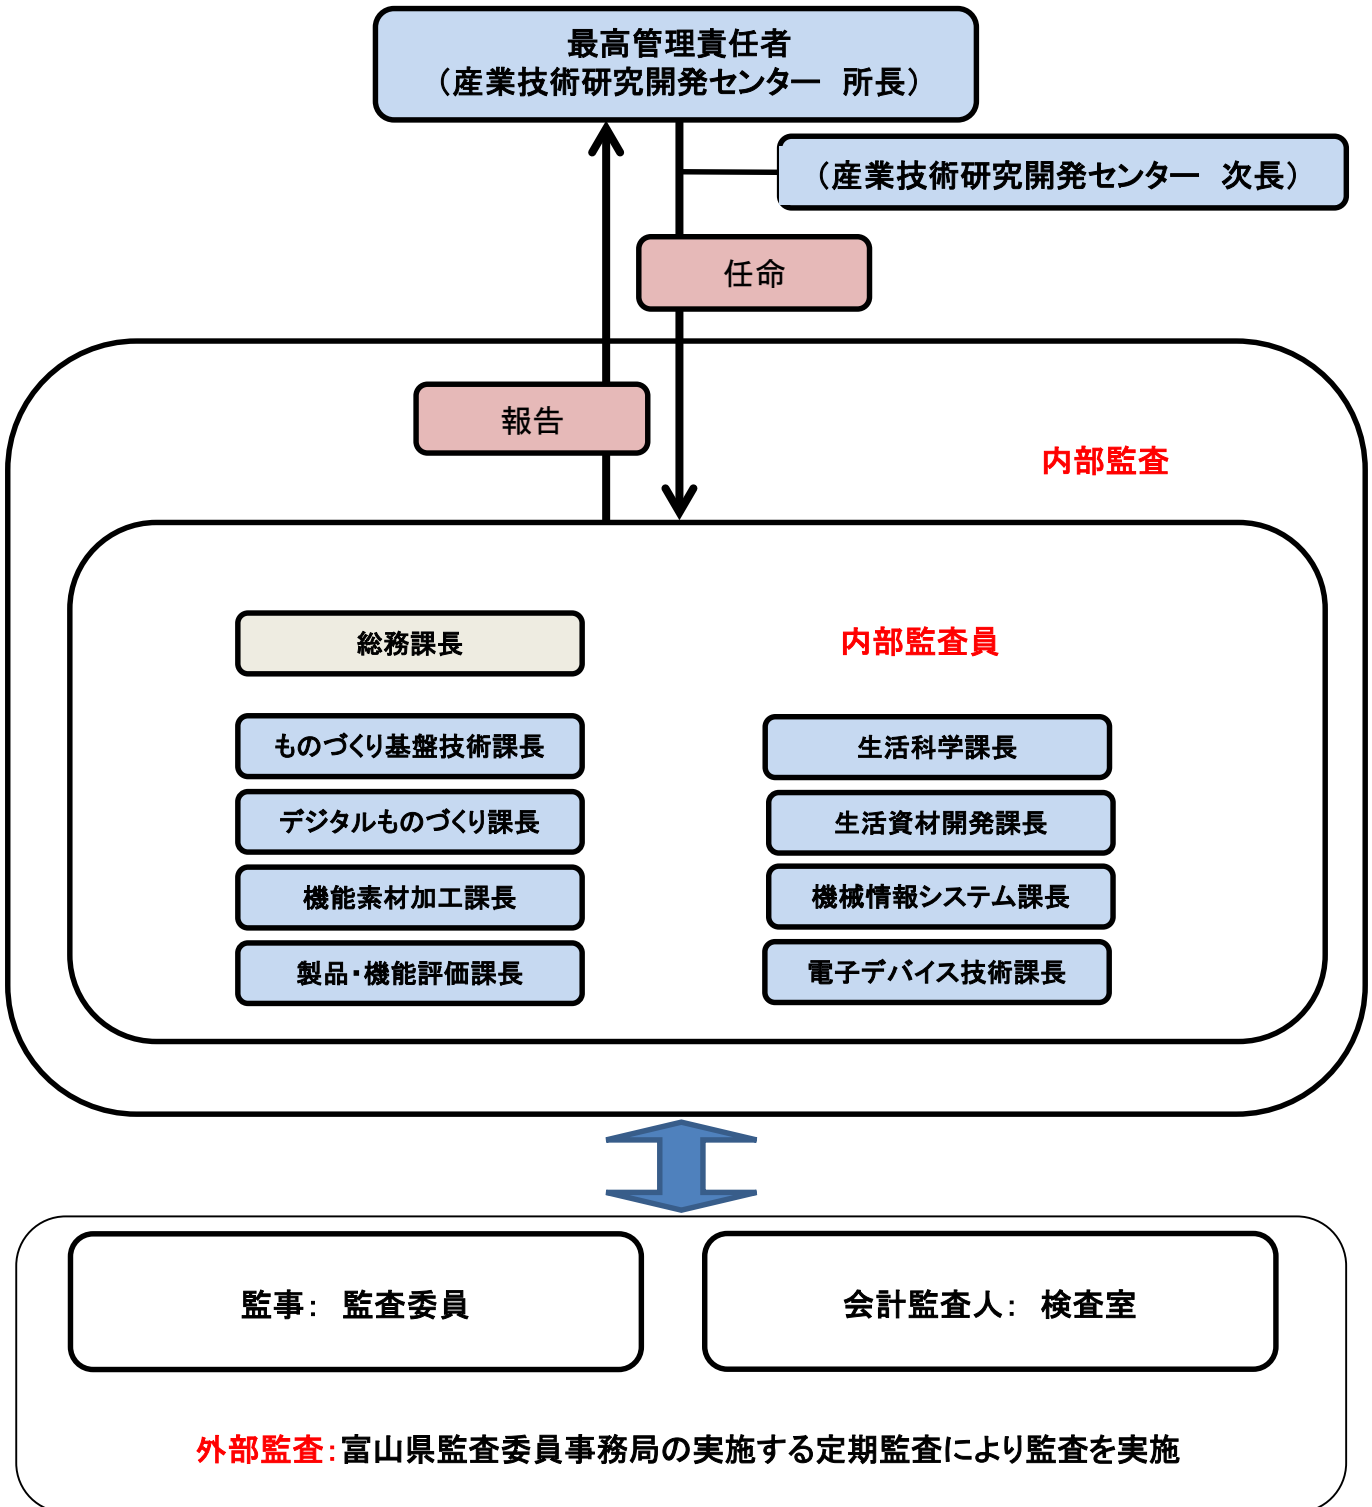 最高管理責任者
（産業技術研究開発センター　所長）
（産業技術研究開発センター　次長）
任命
報告
内部監査
総務課長
内部監査員
ものづくり基盤技術課長
生活科学課長
デジタルものづくり課長
生活資材開発課長
機能素材加工課長
機械情報システム課長
製品・機能評価課長
電子デバイス技術課長
監事：　監査委員
会計監査人：　検査室
外部監査：富山県監査委員事務局の実施する定期監査により監査を実施